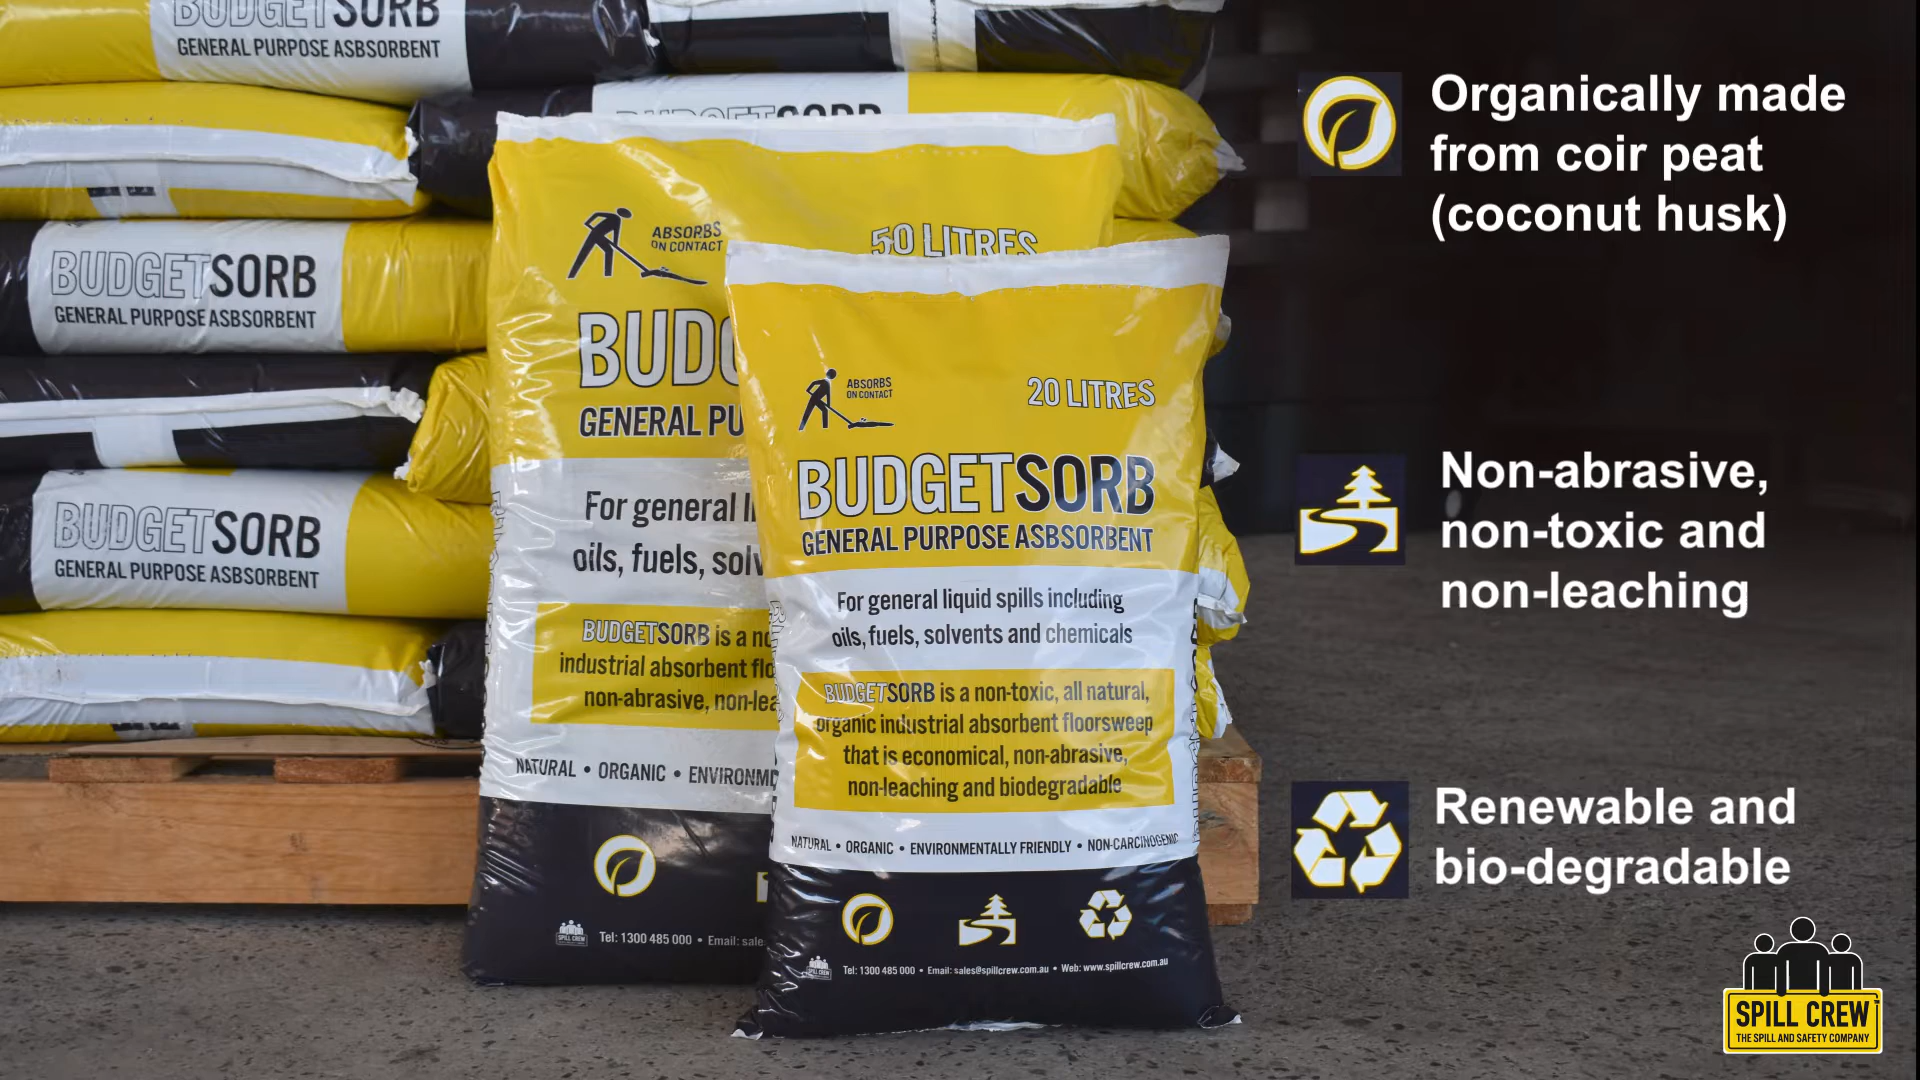 BUDGETSORB
GENERAL PURPOSE ASBSORBENT
BUDGETSORB
BUDGETSORB
GENERAL PURPOSE ASBSORBENT
BUDGETSORB
GENERAL PURPOSE ASBSORBENT
ABSORBS
ON CONTACT
50 LITRES
BUDG
GENERAL PU
For general
oils, fuels, solv
BUDGETSORB is a no
industrial absorbent flo
non-abrasive, non-lea
NATURAL • ORGANIC • ENVIRONM
Tel: 1300 485 000 • Email: sale
ABSORBS
ON CONTACT
20 LITRES
BUDGETSORB
GENERAL PURPOSE ASBSORBENT
For general liquid spills including
oils, fuels, solvents and chemicals
BUDGETSORB is a non-toxic, all natural,
organic industrial absorbent floorsweep
that is economical, non-abrasive,
non-leaching and biodegradable
NATURAL • ORGANIC • ENVIRONMENTALLY FRIENDLY • NON-CARCINOGENIC
SPILL CREW
Tel: 1300 485 000 • Email: sales@spillcrew.com.au • Web: www.spillcrew.com.au
Organically made
from coir peat
(coconut husk)
Non-abrasive,
non-toxic and
non-leaching
Renewable and
bio-degradable
SPILL CREW™
THE SPILL AND SAFETY COMPANY